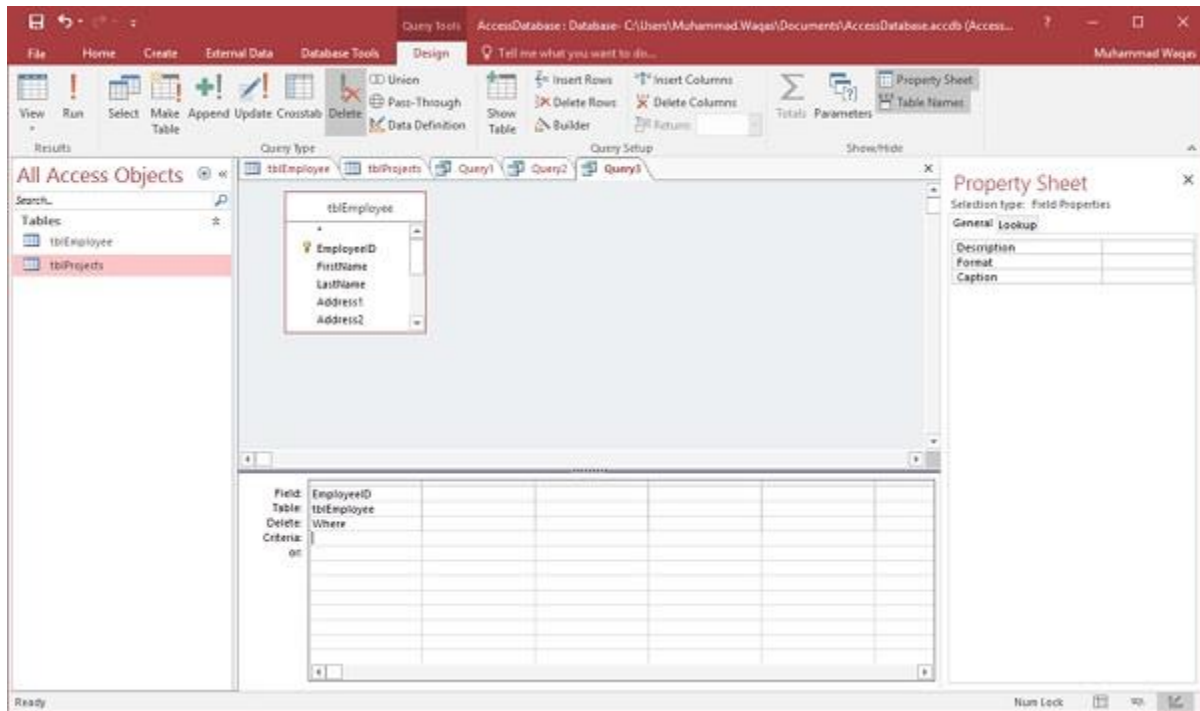 Query Tools
AccessDatabase : Database- C:\Users\Muhammad.Waqas\Documents\AccessDatabase.accdb (Access...
?
File Home Create External Data Database Tools Design Tell me what you want to do... Muhammad Waqas
View Run Select Make Table Append Update Crosstab Delete
Union
Pass-Through
Data Definition
Show Table
Insert Rows
Delete Rows
Builder
Insert Columns
Delete Columns
Return:
Totals Parameters
Property Sheet
Table Names
Results Query Type Query Setup Show/Hide
All Access Objects
Search...
Tables
tblEmployee
tblProjects
tblEmployee tblProjects Query1 Query2 Query3
tblEmployee
*
EmployeeID
FirstName
LastName
Address1
Address2
Field: EmployeeID
Table: tblEmployee
Delete: Where
Criteria:
or:
Property Sheet
Selection type: Field Properties
General Lookup
Description
Format
Caption
Ready
Num Lock
SQL